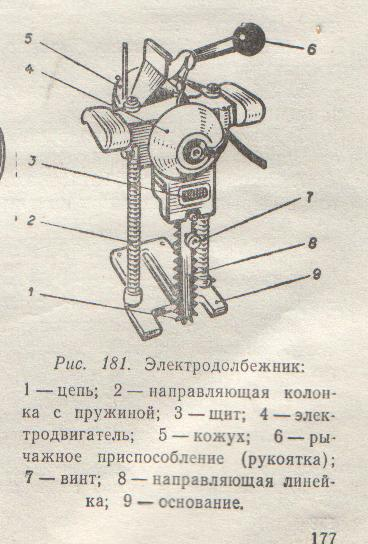 5
6
4
3
7
2
8
9
1
Рис. 181. Электродолбежник:
1 — цепь; 2 — направляющая колон-
ка с пружиной; 3 — щит; 4 — элек-
тродвигатель; 5 — кожух; 6 — ры-
чажное приспособление (рукоятка);
7 — винт; 8 — направляющая линей-
ка; 9 — основание.
177